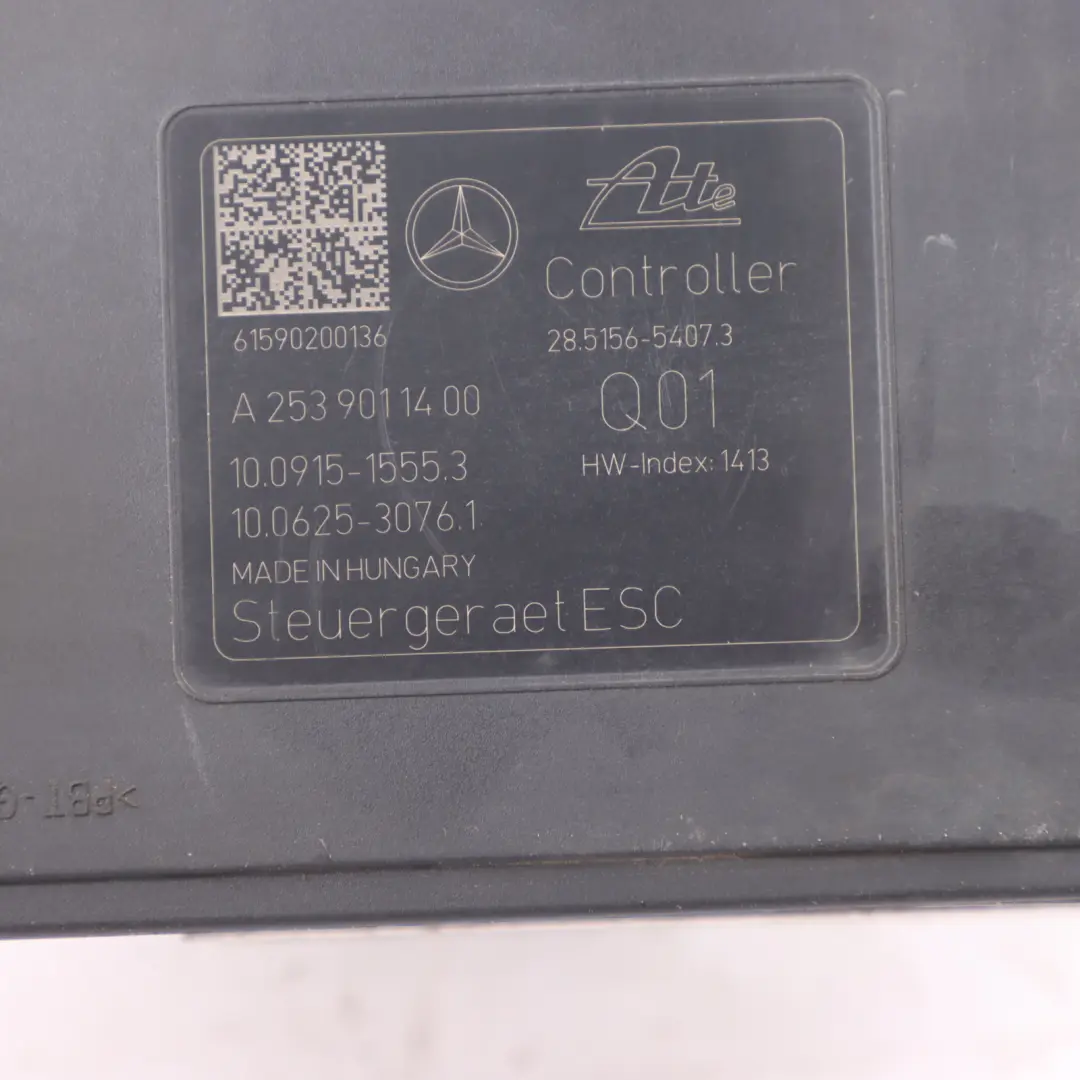 Ate
Controller
61590200136
28.5156-5407.3
A 253 901 14 00
Q01
10.0915-1555.3
HW-Index: 1413
10.0625-3076.1
MADE IN HUNGARY
Steuergeraet ESC
>PBT-